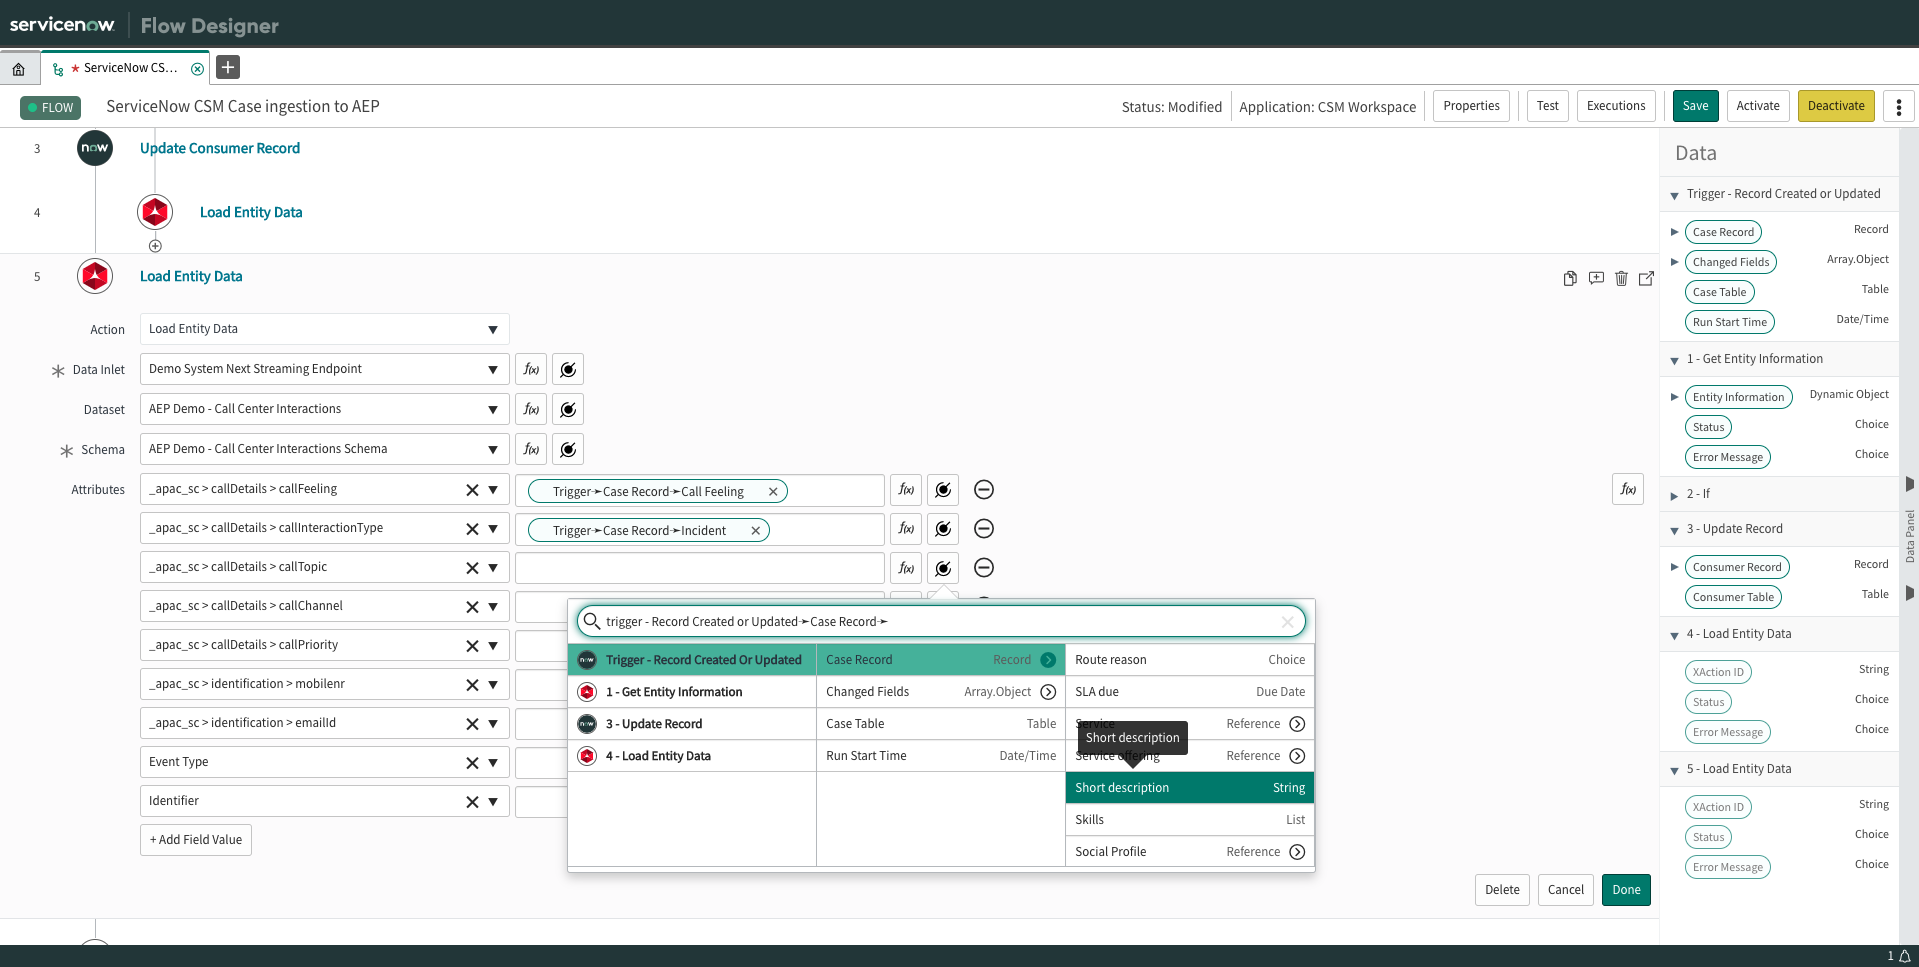 servicenow Flow Designer
ServiceNow CS...
FLOW ServiceNow CSM Case ingestion to AEP Status: Modified Application: CSM Workspace Properties Test Executions Save Activate Deactivate
3 now Update Consumer Record
4 Load Entity Data
5 Load Entity Data
Action Load Entity Data
Data Inlet Demo System Next Streaming Endpoint f(x)
Dataset AEP Demo - Call Center Interactions f(x)
Schema AEP Demo - Call Center Interactions Schema f(x)
Attributes _apac_sc > callDetails > callFeeling Trigger➛Case Record➛Call Feeling f(x) f(x)
_apac_sc > callDetails > callInteractionType Trigger➛Case Record➛Incident f(x)
_apac_sc > callDetails > callTopic f(x)
_apac_sc > callDetails > callChannel
_apac_sc > callDetails > callPriority
_apac_sc > identification > mobilenr
_apac_sc > identification > emailId
Event Type
Identifier
+ Add Field Value
trigger - Record Created or Updated➛Case Record➛
now Trigger - Record Created Or Updated
1 - Get Entity Information
now 3 - Update Record
4 - Load Entity Data
Case Record Record
Changed Fields Array.Object
Case Table Table
Run Start Time Date/Time
Route reason Choice
SLA due Due Date
Service Reference
Short description
Service offering Reference
Short description String
Skills List
Social Profile Reference
Delete Cancel Done
Data
Trigger - Record Created or Updated
Case Record Record
Changed Fields Array.Object
Case Table Table
Run Start Time Date/Time
1 - Get Entity Information
Entity Information Dynamic Object
Status Choice
Error Message Choice
2 - If
3 - Update Record
Consumer Record Record
Consumer Table Table
4 - Load Entity Data
XAction ID String
Status Choice
Error Message Choice
5 - Load Entity Data
XAction ID String
Status Choice
Error Message Choice
Data Panel
1